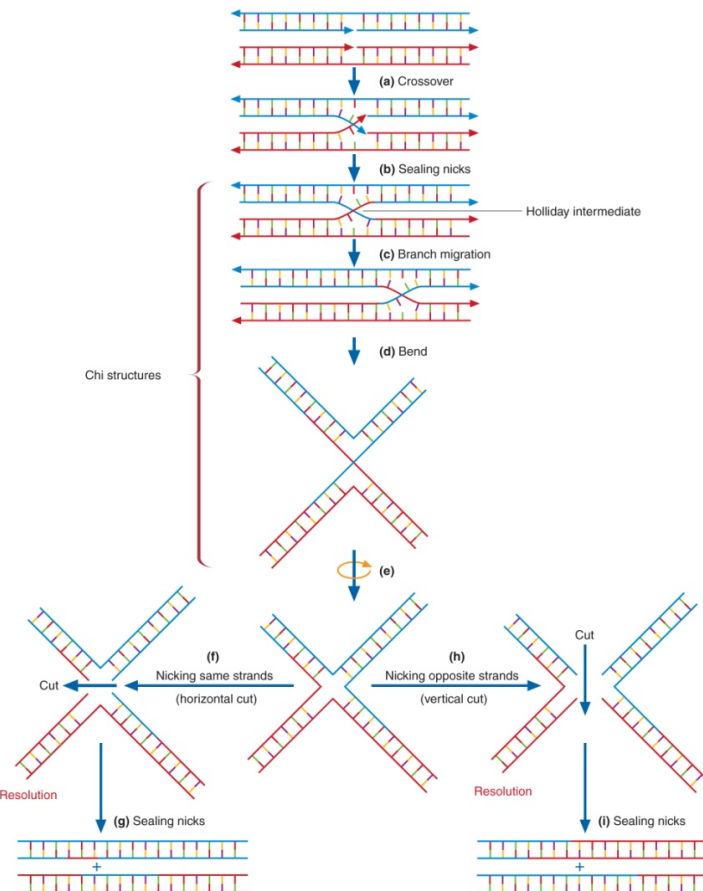 (a) Crossover
(b) Sealing nicks
Holliday intermediate
(c) Branch migration
(d) Bend
Chi structures
(e)
(f)
Nicking same strands
(horizontal cut)
Cut
(h)
Nicking opposite strands
(vertical cut)
Cut
Resolution
Resolution
(g) Sealing nicks
(i) Sealing nicks
+
+